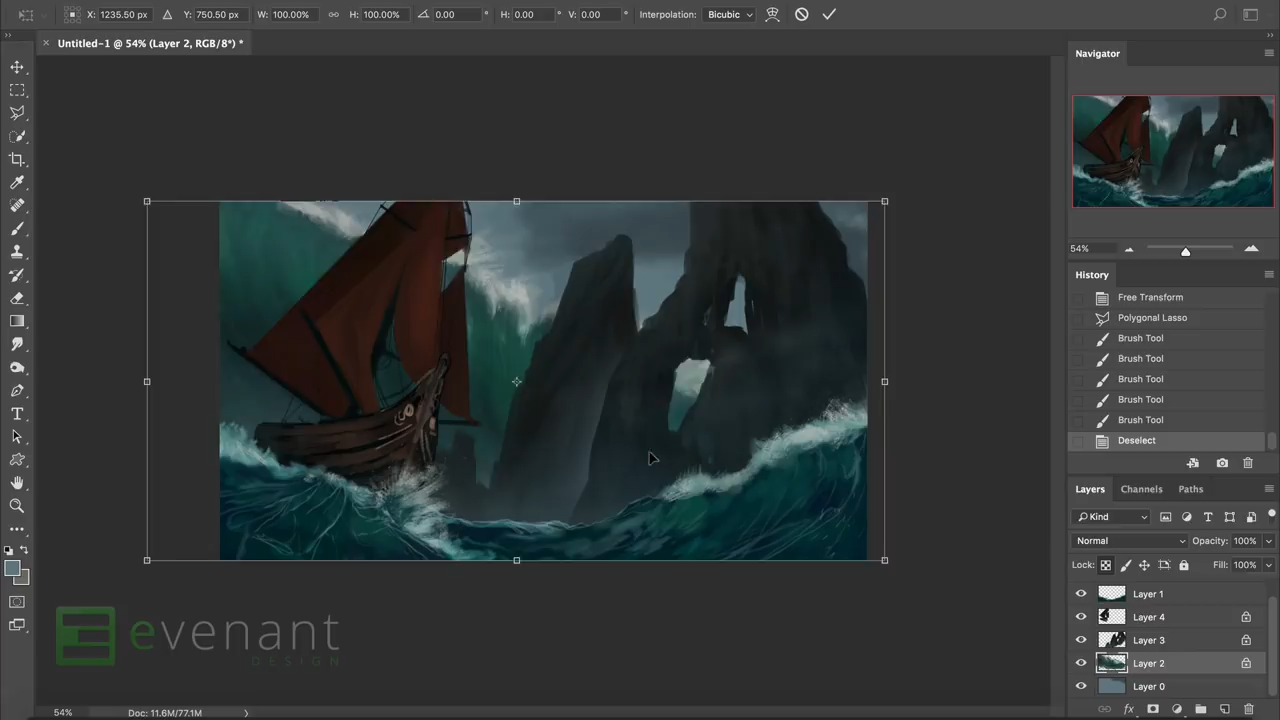 X: 1235.50 px Y: 750.50 px W: 100.00% H: 100.00% 0.00 ° H: 0.00 ° V: 0.00 ° Interpolation: Bicubic
Untitled-1 @ 54% (Layer 2, RGB/8*) *
Navigator
54%
History
Free Transform
Polygonal Lasso
Brush Tool
Brush Tool
Brush Tool
Brush Tool
Brush Tool
Deselect
Layers Channels Paths
Kind
Normal Opacity: 100%
Lock: Fill: 100%
Layer 1
Layer 4
Layer 3
Layer 2
Layer 0
fx
evenant
DESIGN
54% Doc: 11.6M/77.1M